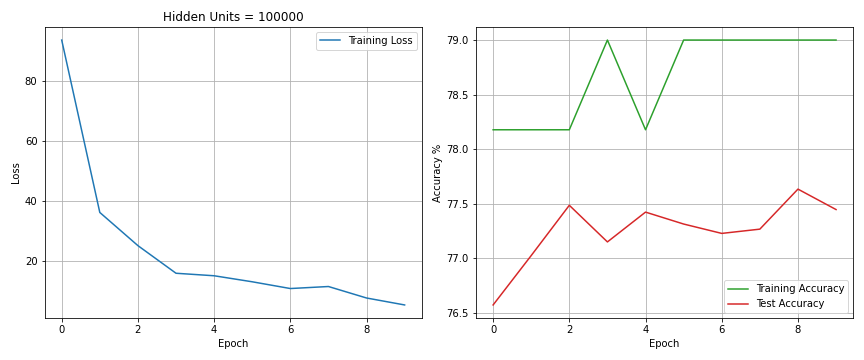 Hidden Units = 100000
Training Loss
80
60
40
20
Loss
0 2 4 6 8
Epoch
79.0
78.5
78.0
77.5
77.0
76.5
Accuracy %
Training Accuracy
Test Accuracy
0 2 4 6 8
Epoch